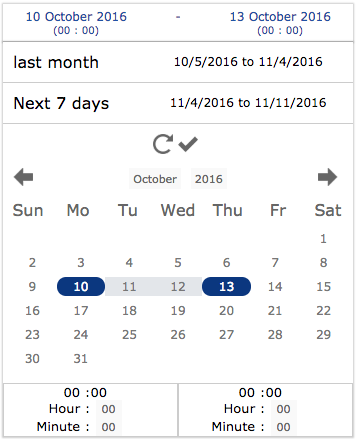 10 October 2016 - 13 October 2016
(00 : 00) (00 : 00)
last month 10/5/2016 to 11/4/2016
Next 7 days 11/4/2016 to 11/11/2016
October 2016
Sun Mo Tu Wed Thu Fr Sat
1
2 3 4 5 6 7 8
9 10 11 12 13 14 15
16 17 18 19 20 21 22
23 24 25 26 27 28 29
30 31
00 :00 00 :00
Hour : 00 Hour : 00
Minute : 00 Minute : 00